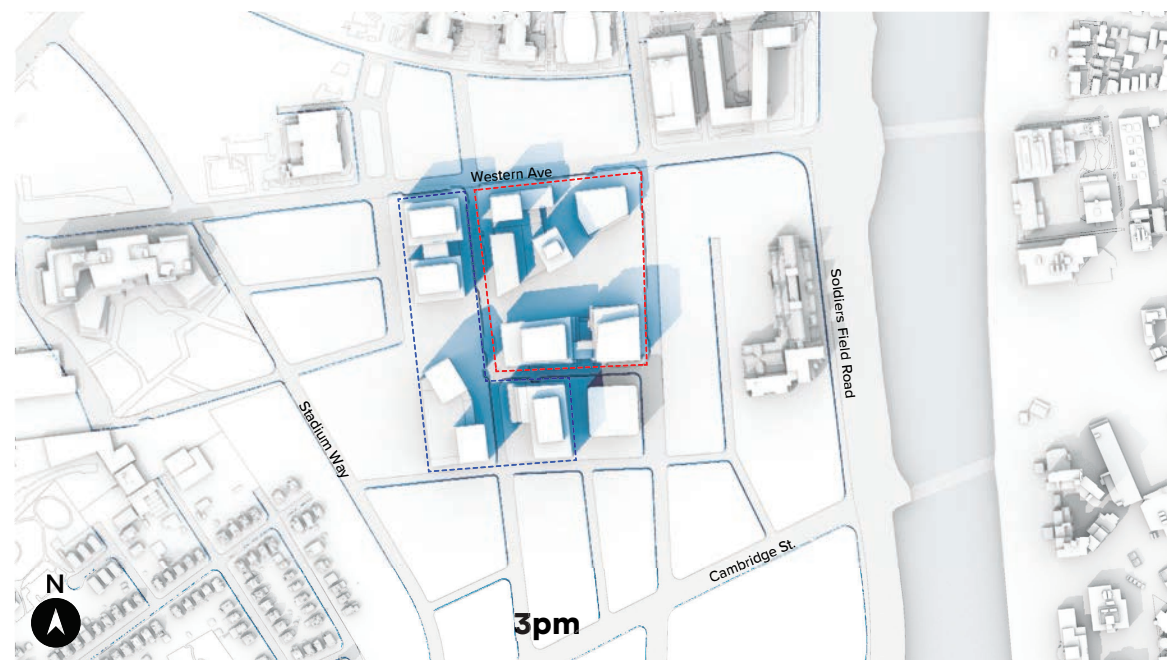 Western Ave
Soldiers Field Road
Stadium Way
Cambridge St.
N
3pm